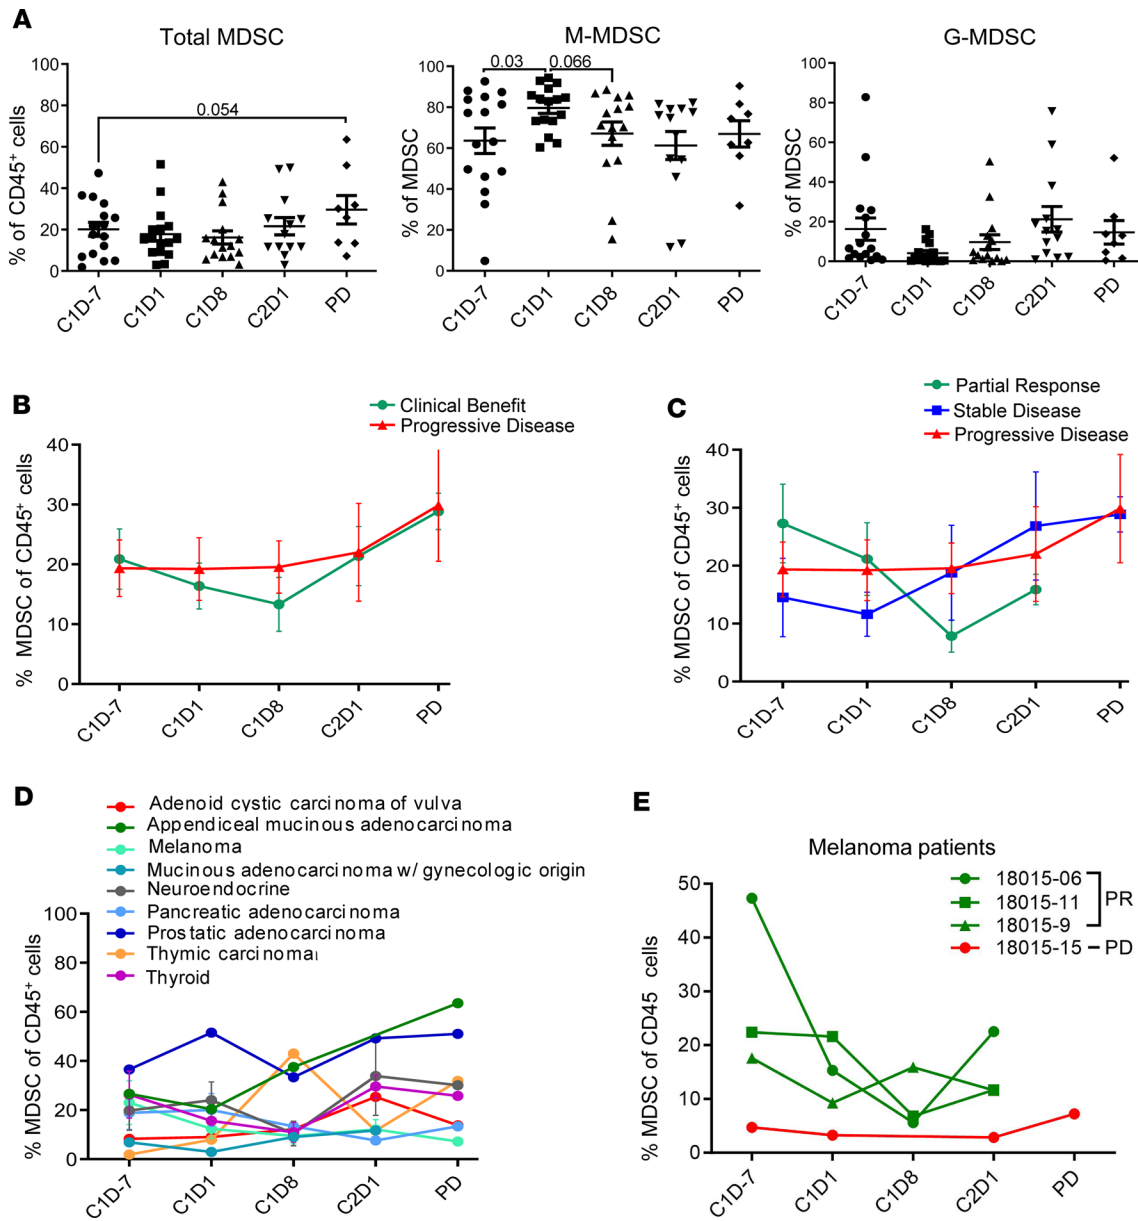 A
Total MDSC
% of CD45+ cells
100
80
60
40
20
0
0.054
C1D-7
C1D1
C1D8
C2D1
PD
M-MDSC
% of MDSC
100
80
60
40
20
0
0.03
0.066
C1D-7
C1D1
C1D8
C2D1
PD
G-MDSC
% of MDSC
100
80
60
40
20
0
C1D-7
C1D1
C1D8
C2D1
PD
B
Clinical Benefit
Progressive Disease
% MDSC of CD45+ cells
40
30
20
10
0
C1D-7
C1D1
C1D8
C2D1
PD
C
Partial Response
Stable Disease
Progressive Disease
% MDSC of CD45+ cells
40
30
20
10
0
C1D-7
C1D1
C1D8
C2D1
PD
D
Adenoid cystic carcinoma of vulva
Appendiceal mucinous adenocarcinoma
Melanoma
Mucinous adenocarcinoma w/ gynecologic origin
Neuroendocrine
Pancreatic adenocarcinoma
Prostatic adenocarcinoma
Thymic carcinoma
Thyroid
% MDSC of CD45+ cells
100
80
60
40
20
0
C1D-7
C1D1
C1D8
C2D1
PD
E
Melanoma patients
18015-06
18015-11
18015-9
PR
18015-15
PD
% MDSC of CD45 cells
50
40
30
20
10
0
C1D-7
C1D1
C1D8
C2D1
PD